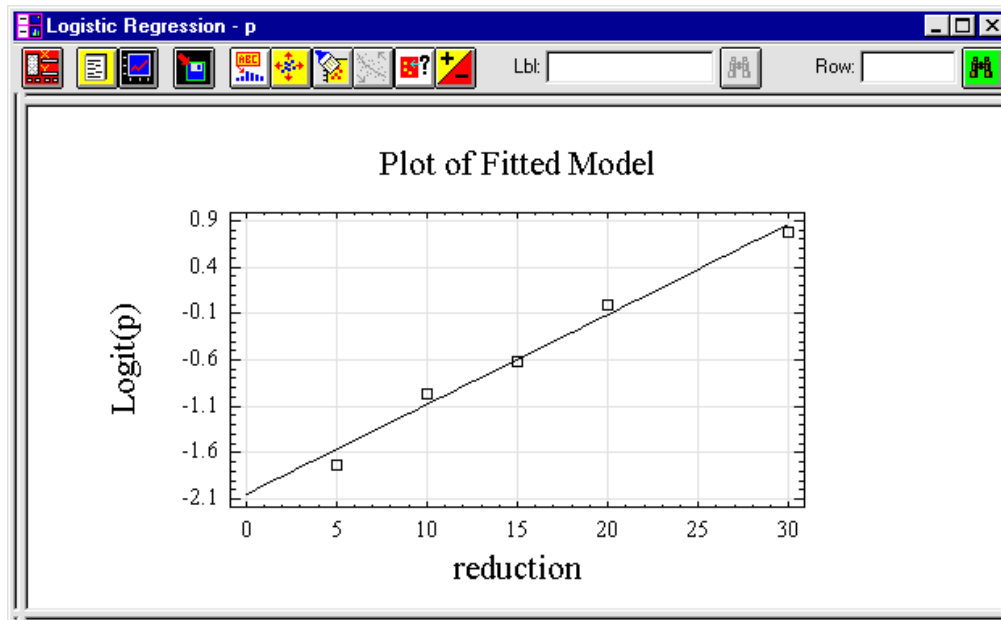 Logistic Regression - p
ABC
?
Lbl:
Row:
Plot of Fitted Model
0.9
0.4
-0.1
-0.6
-1.1
-1.6
-2.1
Logit(p)
0 5 10 15 20 25 30
reduction